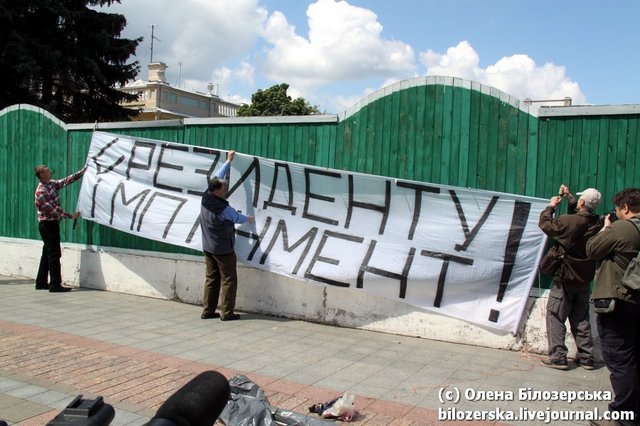 ПРЕЗИДЕНТУ
ІМПІЧМЕНТ!
(c) Олена Білозерська
bilozerska.livejournal.com